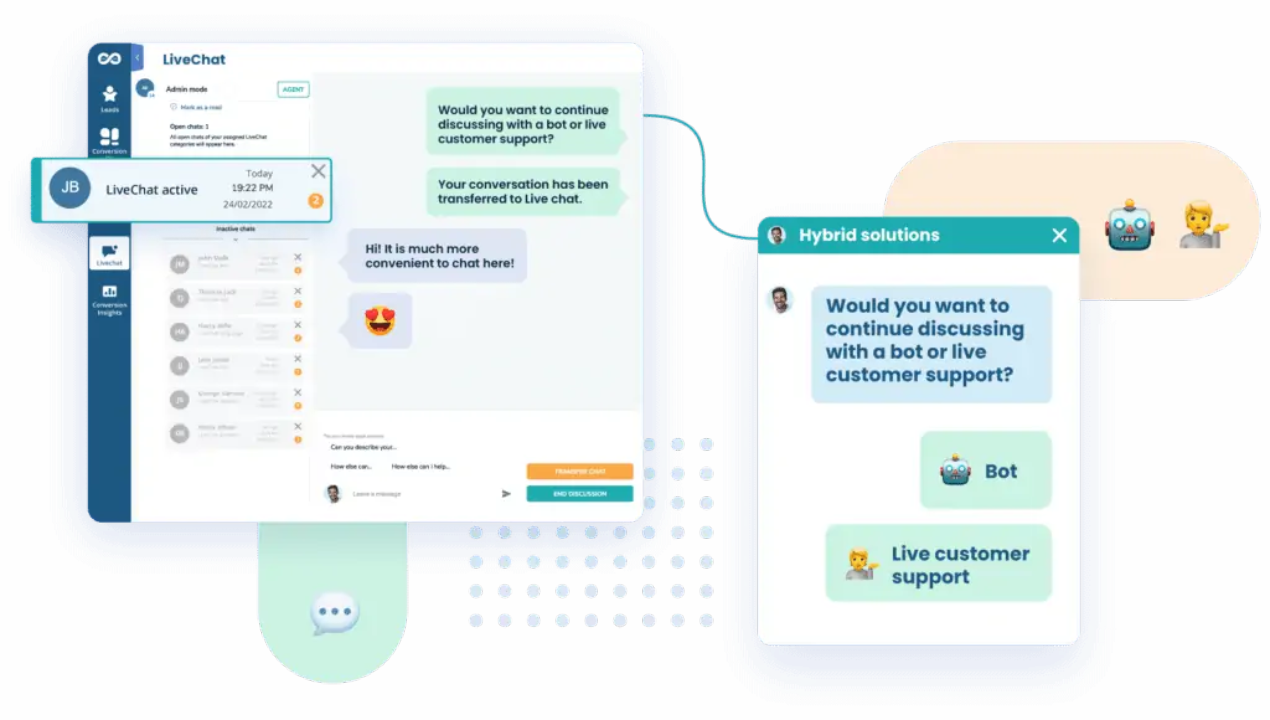 LiveChat
Leads
Conversion
Admin mode
AGENT
Mark as a read
Open chats: 1
All open chats of your assigned LiveChat
categories will appear here.
JB
LiveChat active
Today
19:22 PM
24/02/2022
2
Inactive chats
LiveChat
Conversion
Insights
Would you want to continue
discussing with a bot or live
customer support?
Your conversation has been
transferred to Live chat.
Hi! It is much more
convenient to chat here!
Can you describe your...
How else can...
How else can I help...
Leave a message
TRANSFER CHAT
END DISCUSSION
Hybrid solutions
Would you want to
continue discussing
with a bot or live
customer support?
Bot
Live customer
support